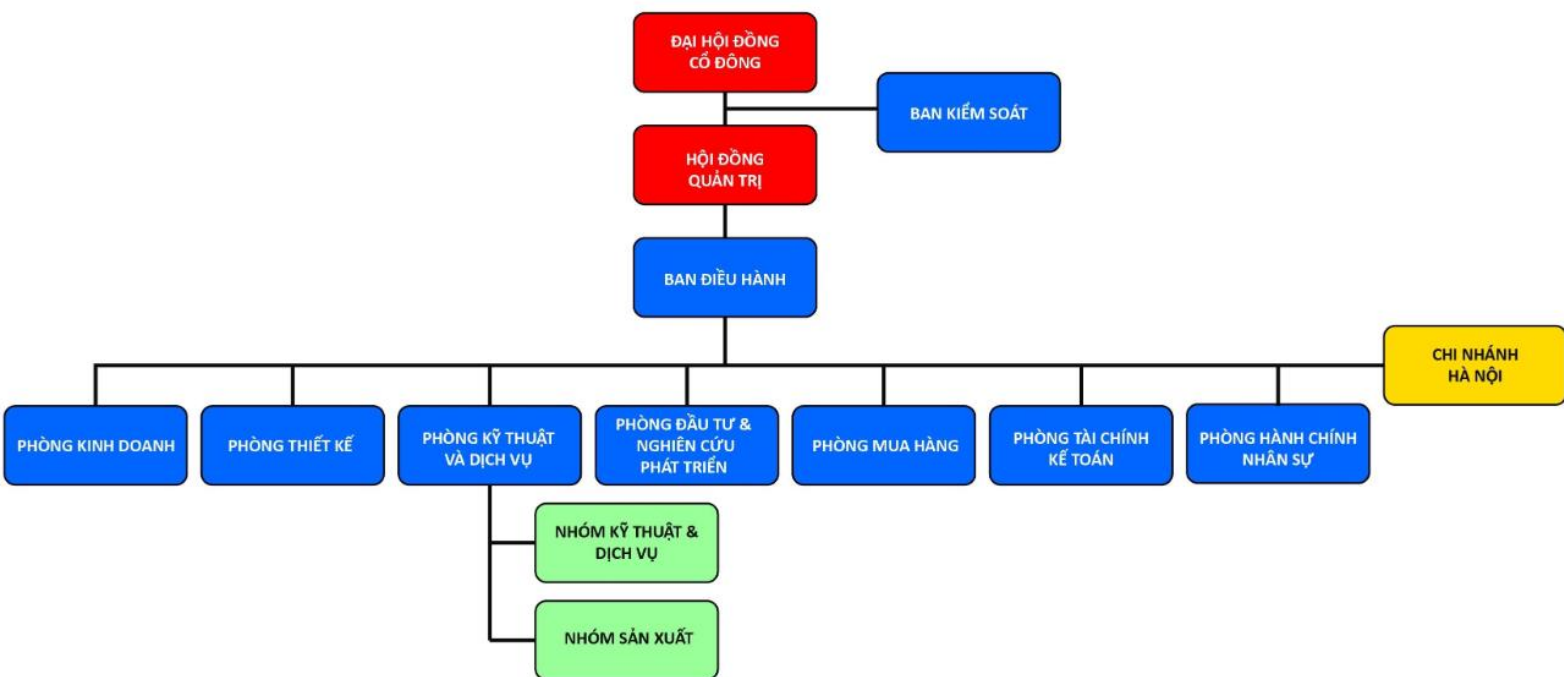 ĐẠI HỘI ĐỒNG
CỔ ĐÔNG
BAN KIỂM SOÁT
HỘI ĐỒNG
QUẢN TRỊ
BAN ĐIỀU HÀNH
CHI NHÁNH
HÀ NỘI
PHÒNG KINH DOANH
PHÒNG THIẾT KẾ
PHÒNG KỸ THUẬT
VÀ DỊCH VỤ
PHÒNG ĐẦU TƯ &
NGHIÊN CỨU
PHÁT TRIỂN
PHÒNG MUA HÀNG
PHÒNG TÀI CHÍNH
KẾ TOÁN
PHÒNG HÀNH CHÍNH
NHÂN SỰ
NHÓM KỸ THUẬT &
DỊCH VỤ
NHÓM SẢN XUẤT